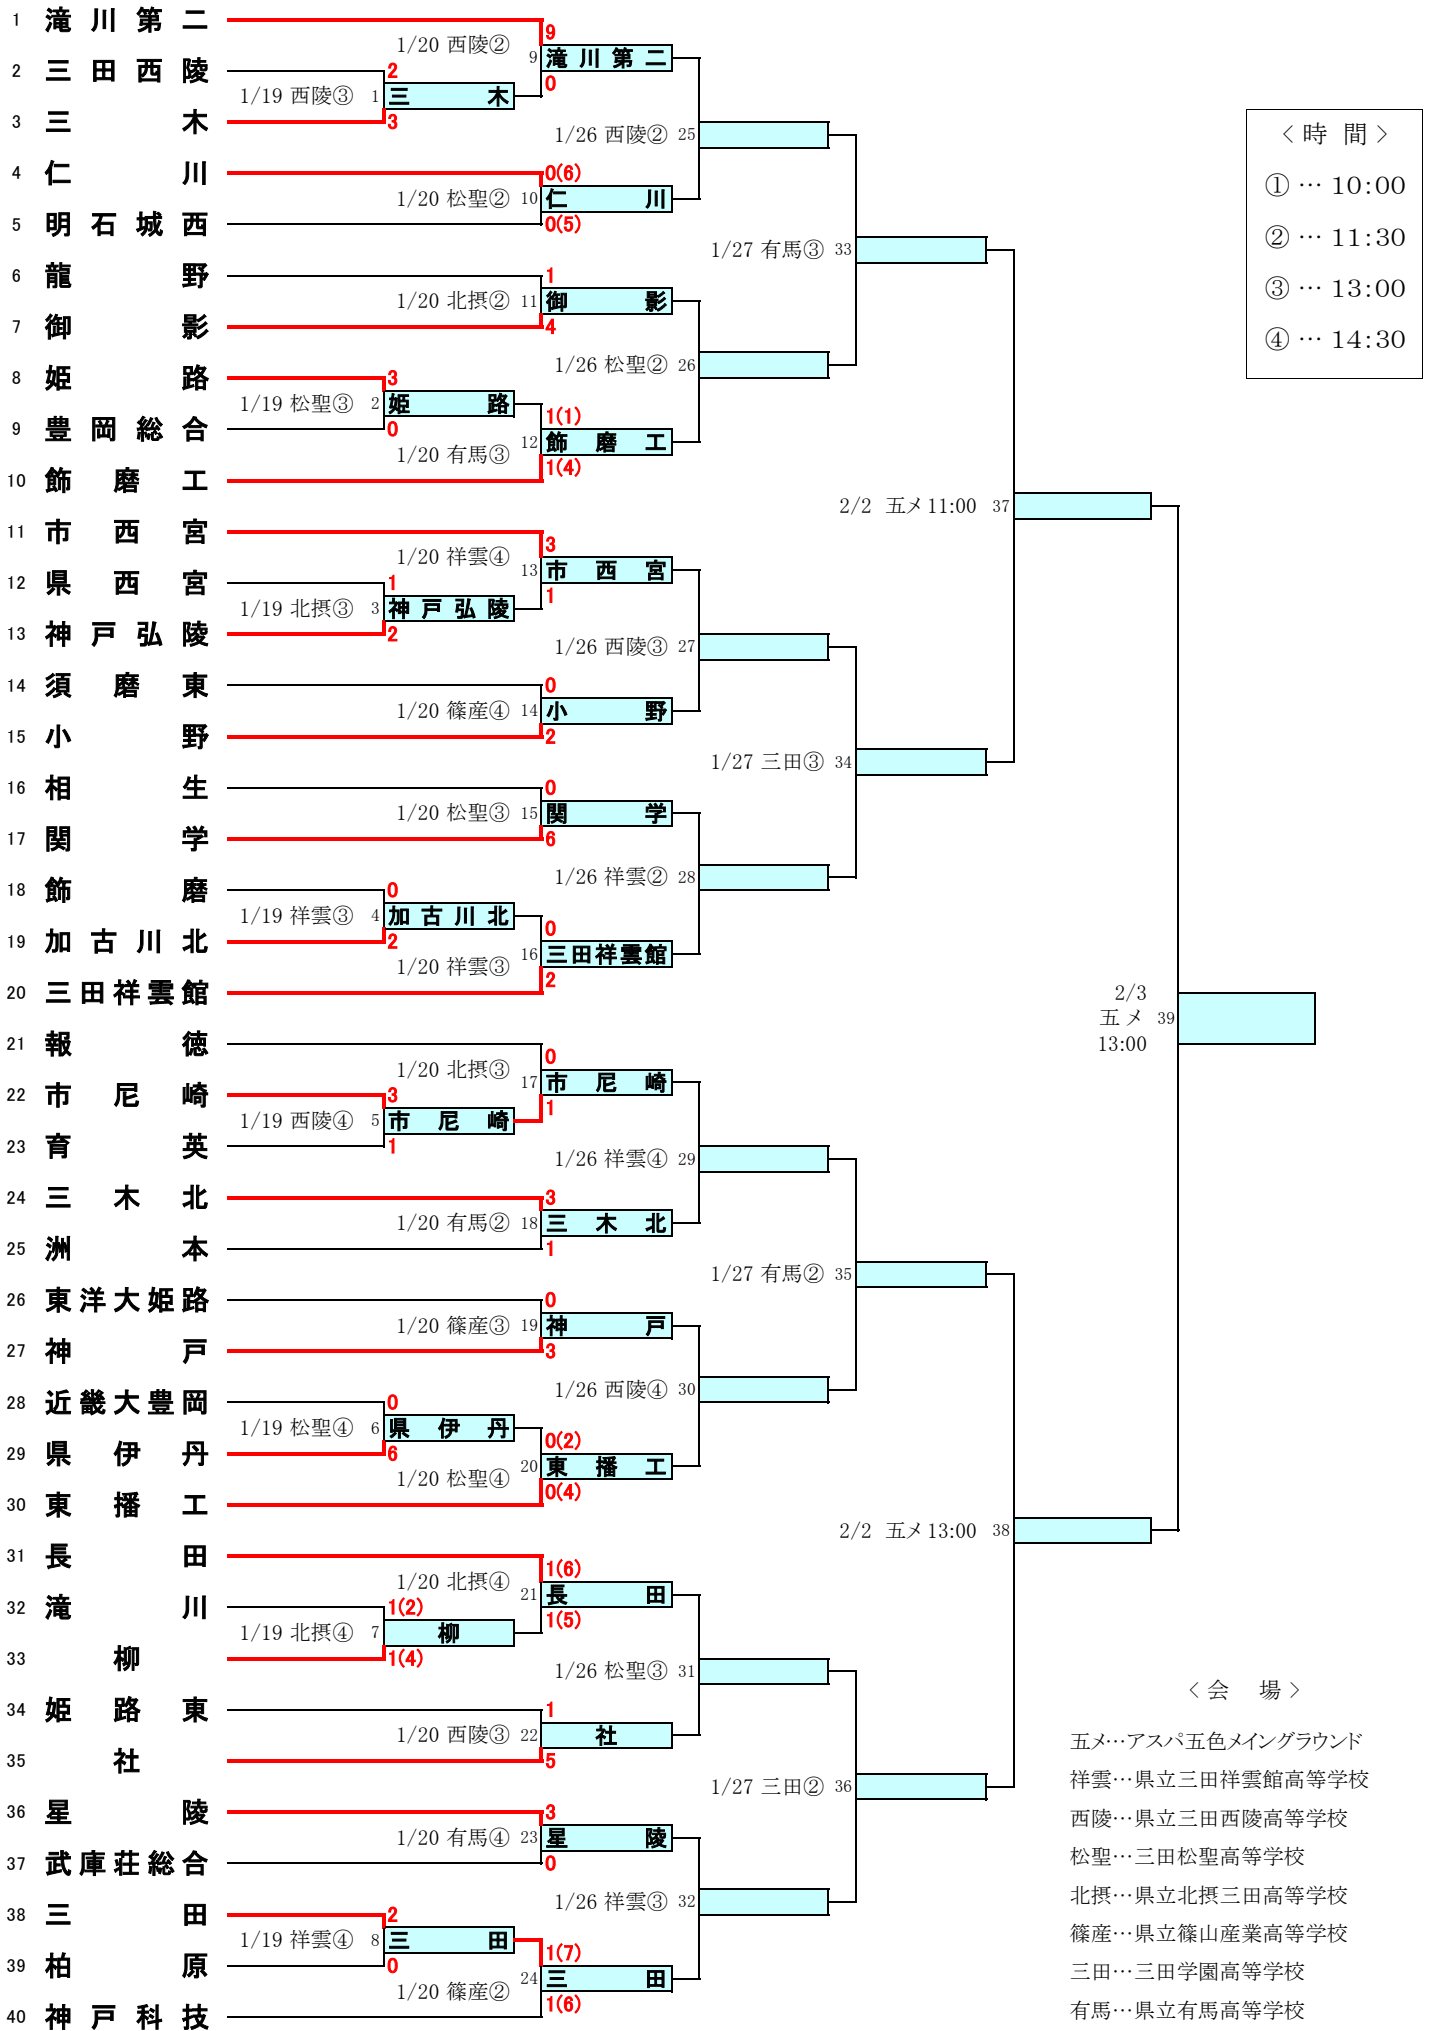 1 滝川第二
9
1/20 西陵② 9 滝川第二
2 三田西陵
2
0
1/19 西陵③ 1 三木
3 三木
3
1/26 西陵② 25
4 仁川
0(6)
1/20 松聖② 10 仁川
5 明石城西
0(5)
1/27 有馬③ 33
6 龍野
1
1/20 北摂② 11 御影
7 御影
4
1/26 松聖② 26
8 姫路
3
1/19 松聖③ 2 姫路
9 豊岡総合
0
1(1)
1/20 有馬③ 12 飾磨工
10 飾磨工
1(4)
2/2 五メ 11:00 37
11 市西宮
3
1/20 祥雲④ 13 市西宮
12 県西宮
1
1
1/19 北摂③ 3 神戸弘陵
13 神戸弘陵
2
1/26 西陵③ 27
14 須磨東
0
1/20 篠産④ 14 小野
15 小野
2
1/27 三田③ 34
16 相生
0
1/20 松聖③ 15 関学
17 関学
6
1/26 祥雲② 28
18 飾磨
0
1/19 祥雲③ 4 加古川北
19 加古川北
2
0
1/20 祥雲③ 16 三田祥雲館
20 三田祥雲館
2
2/3
五メ 39
13:00
21 報徳
0
1/20 北摂③ 17 市尼崎
22 市尼崎
3
1
1/19 西陵④ 5 市尼崎
23 育英
1
1/26 祥雲④ 29
24 三木北
3
1/20 有馬② 18 三木北
25 洲本
1
1/27 有馬② 35
26 東洋大姫路
0
1/20 篠産③ 19 神戸
27 神戸
3
1/26 西陵④ 30
28 近畿大豊岡
0
1/19 松聖④ 6 県伊丹
29 県伊丹
6
0(2)
1/20 松聖④ 20 東播工
30 東播工
0(4)
2/2 五メ 13:00 38
31 長田
1(6)
1/20 北摂④ 21 長田
32 滝川
1(2)
1(5)
1/19 北摂④ 7 柳
33 柳
1(4)
1/26 松聖③ 31
34 姫路東
1
1/20 西陵③ 22 社
35 社
5
1/27 三田② 36
36 星陵
3
1/20 有馬④ 23 星陵
37 武庫荘総合
0
1/26 祥雲③ 32
38 三田
2
1/19 祥雲④ 8 三田
39 柏原
0
1(7)
1/20 篠産② 24 三田
40 神戸科技
1(6)
〈 時 間 〉
① … 10:00
② … 11:30
③ … 13:00
④ … 14:30
〈 会 場 〉
五メ…アスパ五色メイングラウンド
祥雲…県立三田祥雲館高等学校
西陵…県立三田西陵高等学校
松聖…三田松聖高等学校
北摂…県立北摂三田高等学校
篠産…県立篠山産業高等学校
三田…三田学園高等学校
有馬…県立有馬高等学校